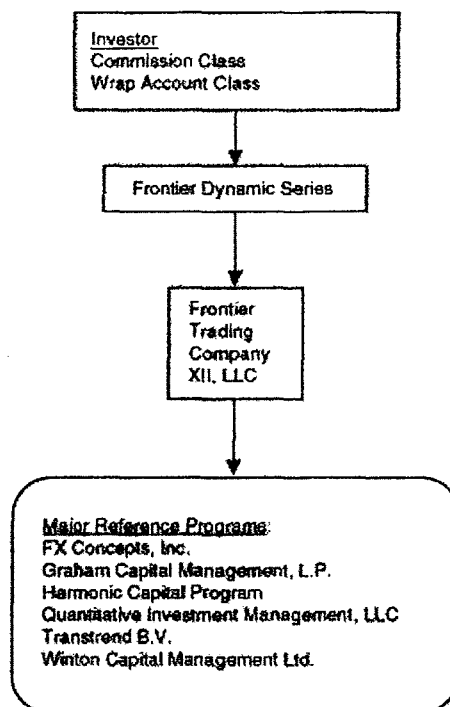 Investor
Commission Class
Wrap Account Class
Frontier Dynamic Series
Frontier
Trading
Company
XII, LLC
Major Reference Programs:
FX Concepts, Inc.
Graham Capital Management, L.P.
Harmonic Capital Program
Quantitative Investment Management, LLC
Transtrend B.V.
Winton Capital Management Ltd.